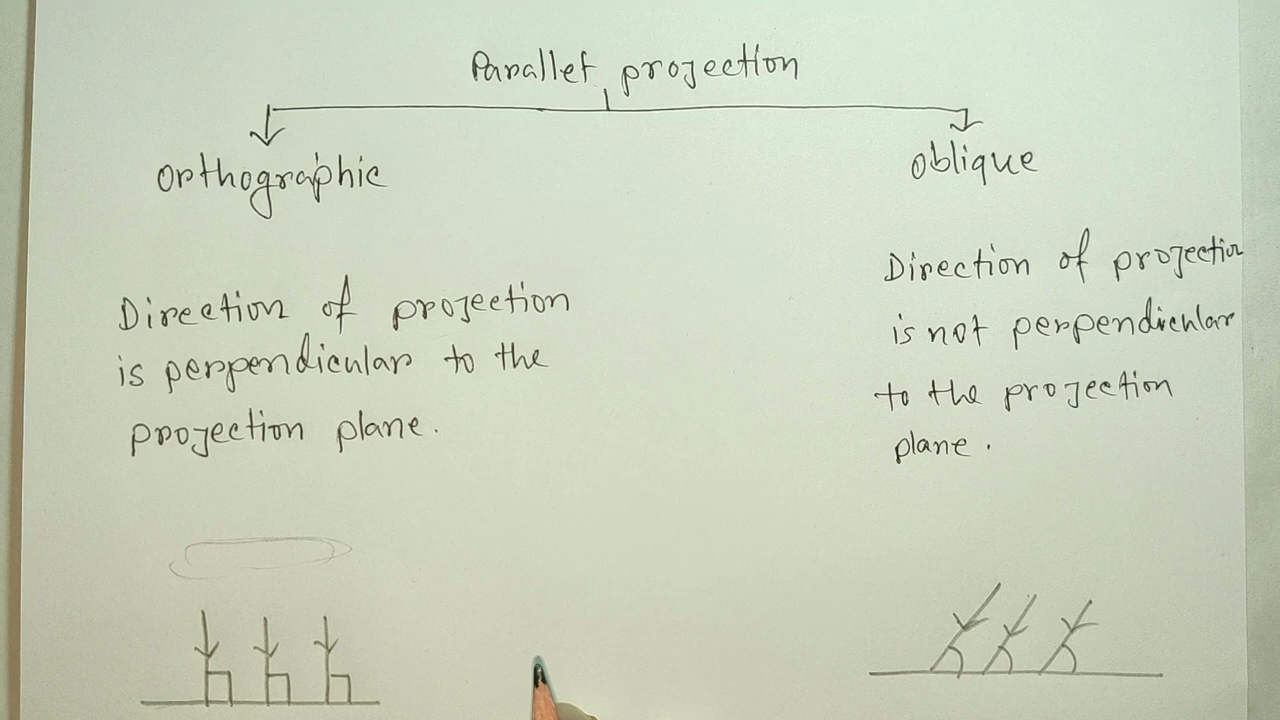 Parallel projection
Orthographic
Oblique
Direction of projection
is perpendicular to the
projection plane.
Direction of projection
is not perpendicular
to the projection
plane.